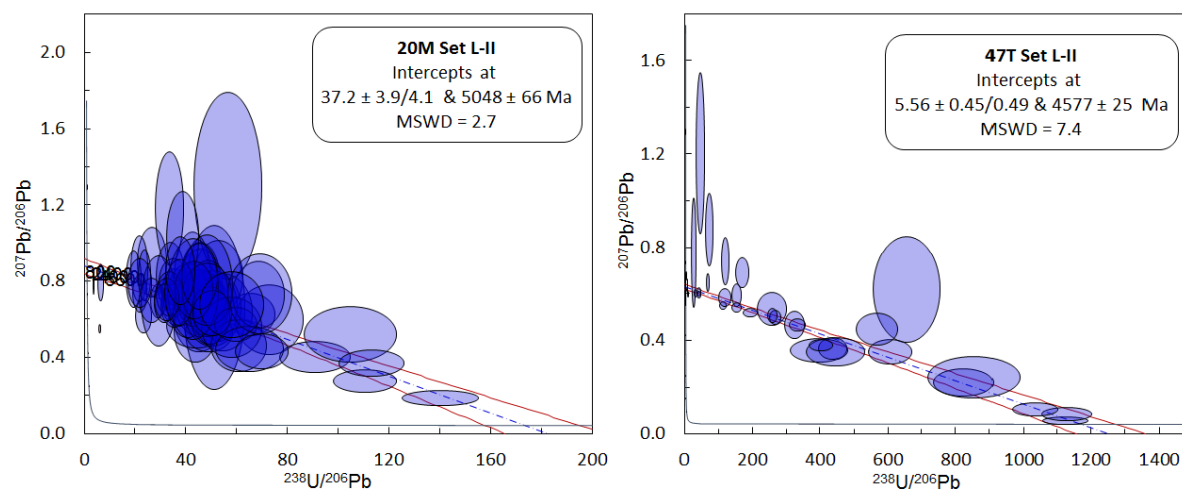 20M Set L-II
Intercepts at
37.2 ± 3.9/4.1 & 5048 ± 66 Ma
MSWD = 2.7
2.0
1.6
1.2
0.8
0.4
0.0
²⁰⁷Pb/²⁰⁶Pb
0
40
80
120
160
200
²³⁸U/²⁰⁶Pb
47T Set L-II
Intercepts at
5.56 ± 0.45/0.49 & 4577 ± 25 Ma
MSWD = 7.4
1.6
1.2
0.8
0.4
0.0
²⁰⁷Pb/²⁰⁶Pb
0
200
400
600
800
1000
1200
1400
²³⁸U/²⁰⁶Pb